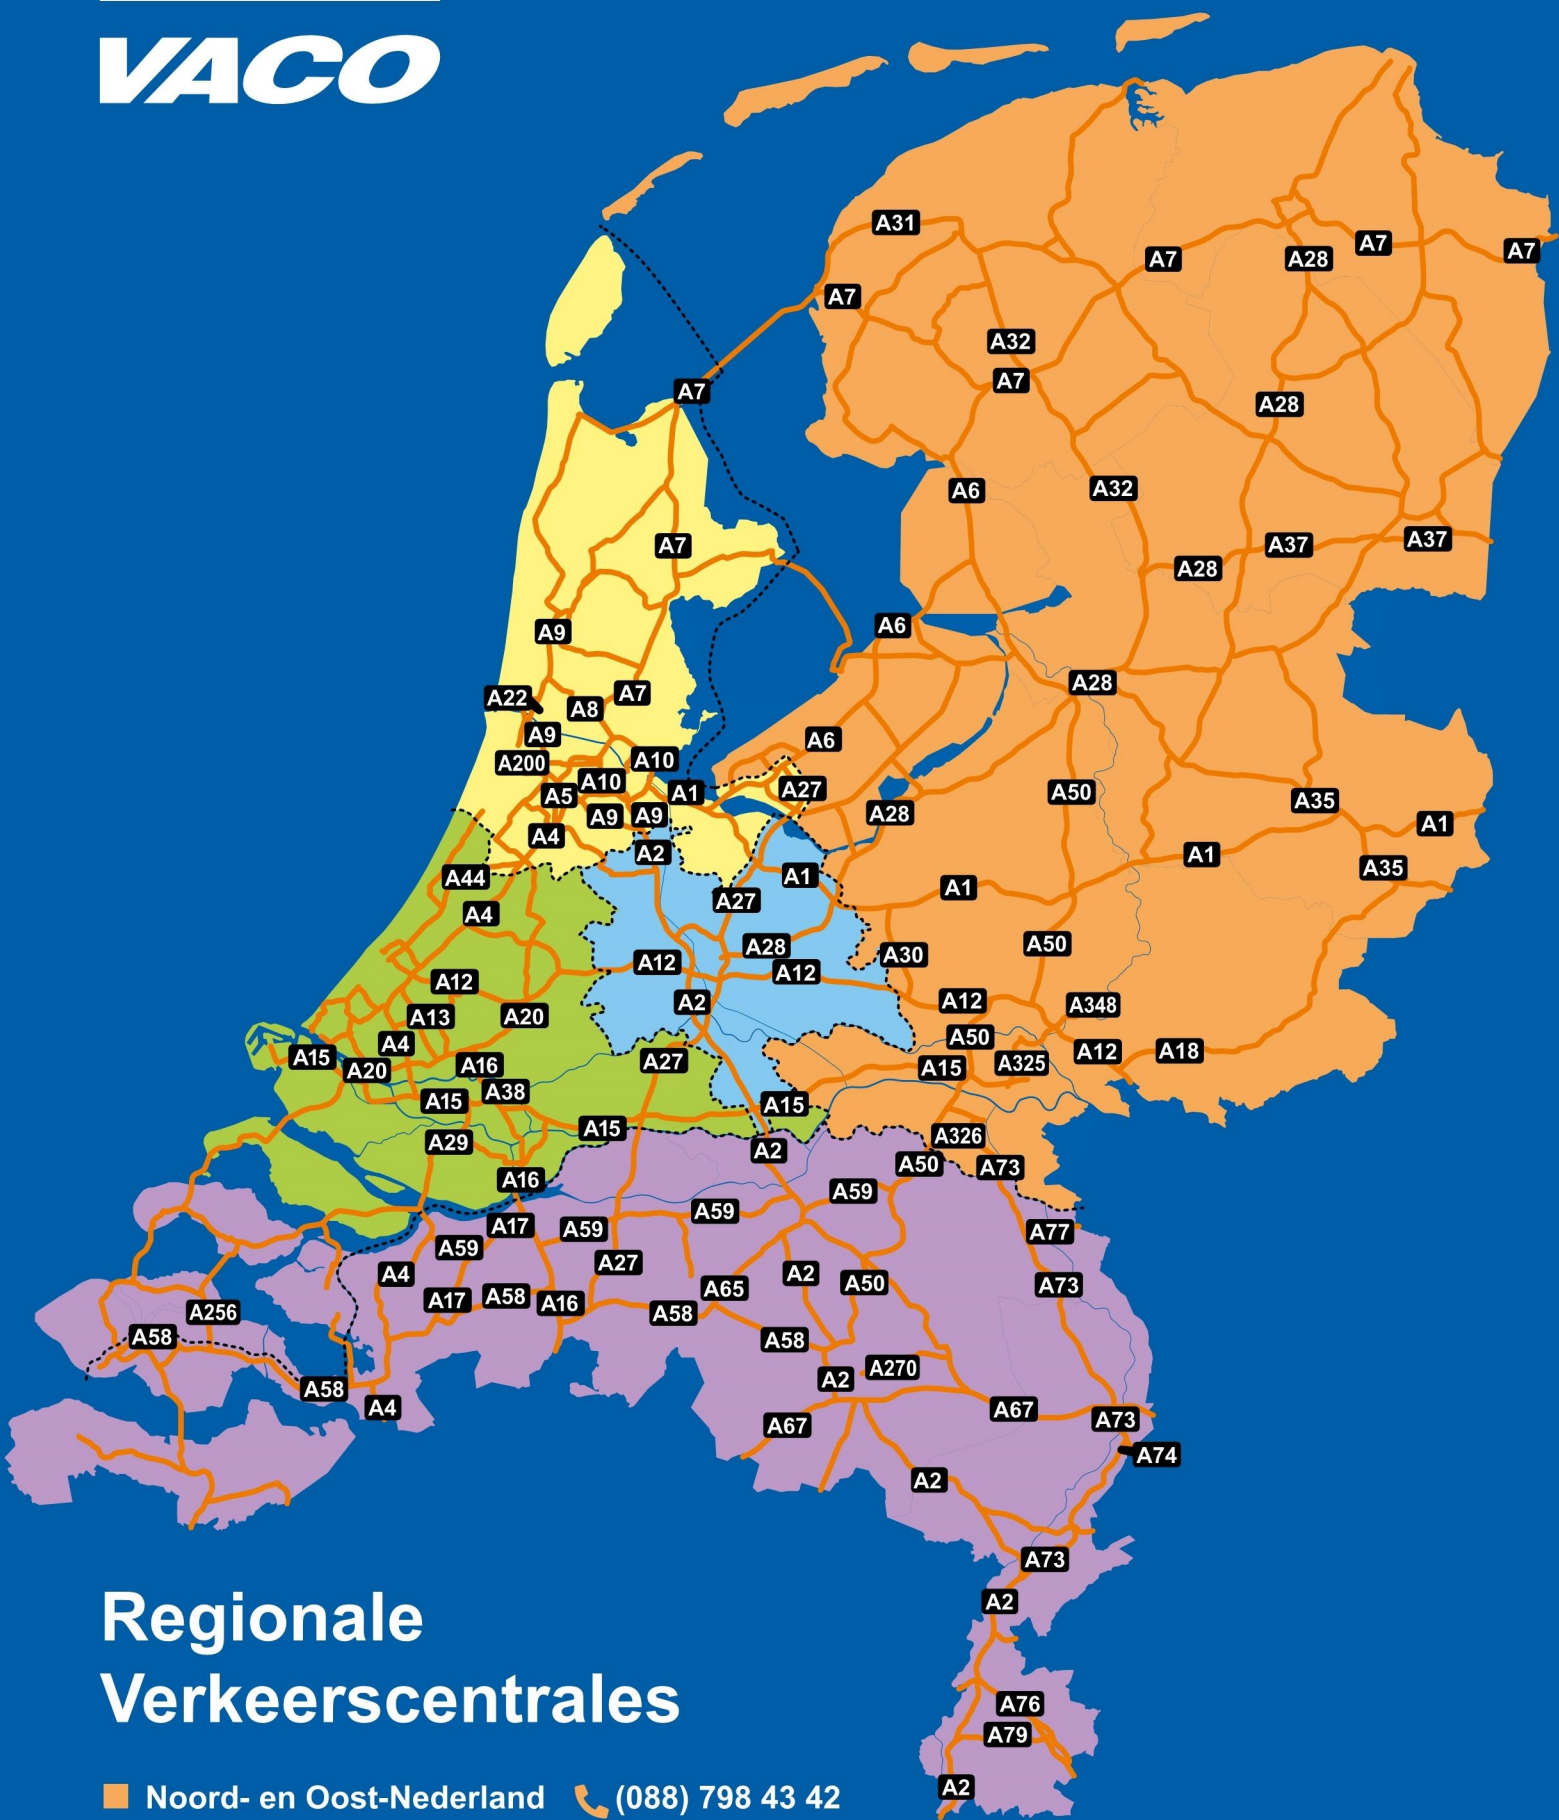 VACO
A31
A7
A7
A28
A7
A7
A32
A7
A7
A28
A6
A32
A7
A37
A37
A28
A9
A6
A28
A22
A7
A8
A9
A6
A200
A10
A10
A5
A1
A27
A50
A35
A9
A9
A28
A1
A4
A2
A1
A35
A44
A1
A1
A27
A4
A28
A50
A30
A12
A12
A12
A2
A12
A348
A13
A20
A4
A50
A15
A20
A16
A27
A15
A325
A12
A18
A15
A38
A15
A15
A29
A326
A2
A16
A50
A73
A59
A59
A17
A59
A77
A59
A27
A4
A2
A50
A65
A73
A17
A58
A16
A256
A58
A58
A58
A270
A2
A58
A4
A67
A67
A73
A74
A2
A73
A2
Regionale
Verkeerscentrales
A76
A79
A2
Noord- en Oost-Nederland (088) 798 43 42